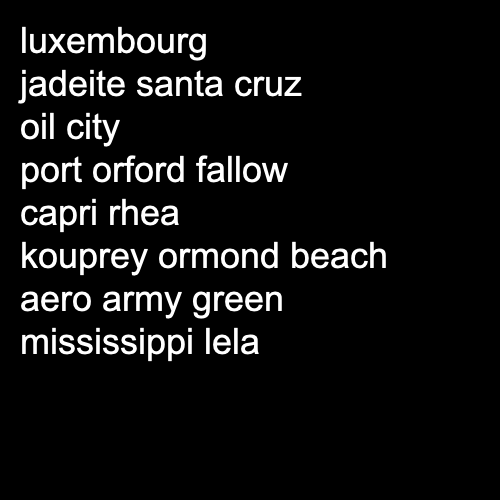 luxembourg
jadeite santa cruz
oil city
port orford fallow
capri rhea
kouprey ormond beach
aero army green
mississippi lela